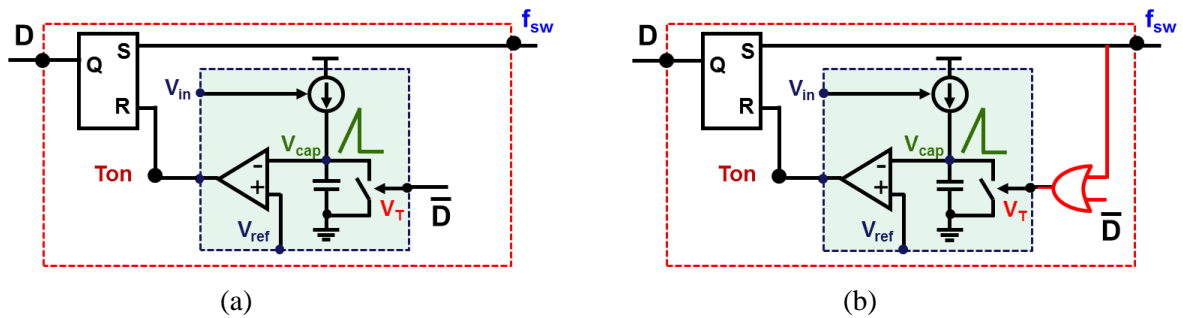 D
Q
S
R
f_sw
V_in
V_cap
-
+
Ton
V_ref
V_T
D̅
(a)
D
Q
S
R
f_sw
V_in
V_cap
-
+
Ton
V_ref
V_T
D̅
(b)